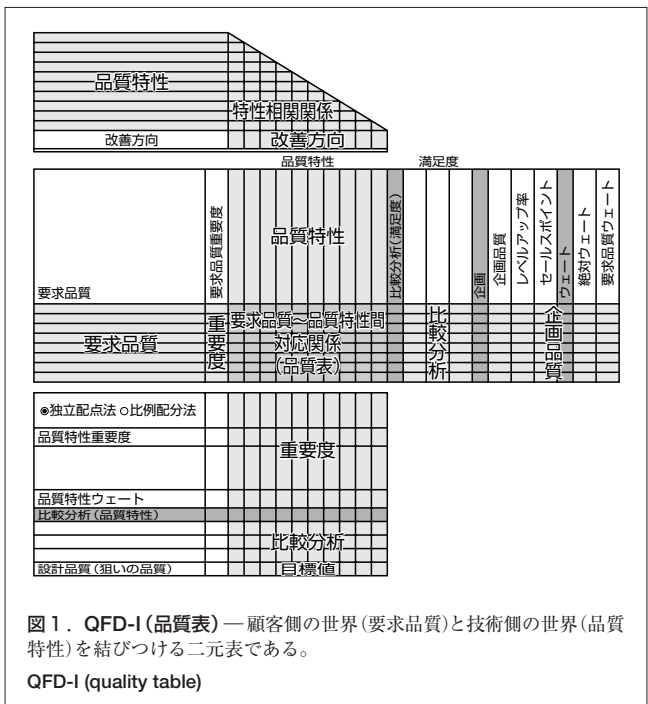 品質特性
特性相関関係
改善方向
改善方向
品質特性
満足度
要求品質
要求品質重要度
品質特性
比較分析(満足度)
企画
企画品質
レベルアップ率
セールスポイント
ウェート
絶対ウェート
要求品質ウェート
要求品質
重要度
要求品質～品質特性間
対応関係
(品質表)
比較分析
企画品質
◉独立配点法 ○比例配分法
品質特性重要度
重要度
品質特性ウェート
比較分析(品質特性)
比較分析
設計品質(狙いの品質)
目標値
図1．QFD-I(品質表)―顧客側の世界(要求品質)と技術側の世界(品質
特性)を結びつける二元表である。
QFD-I (quality table)